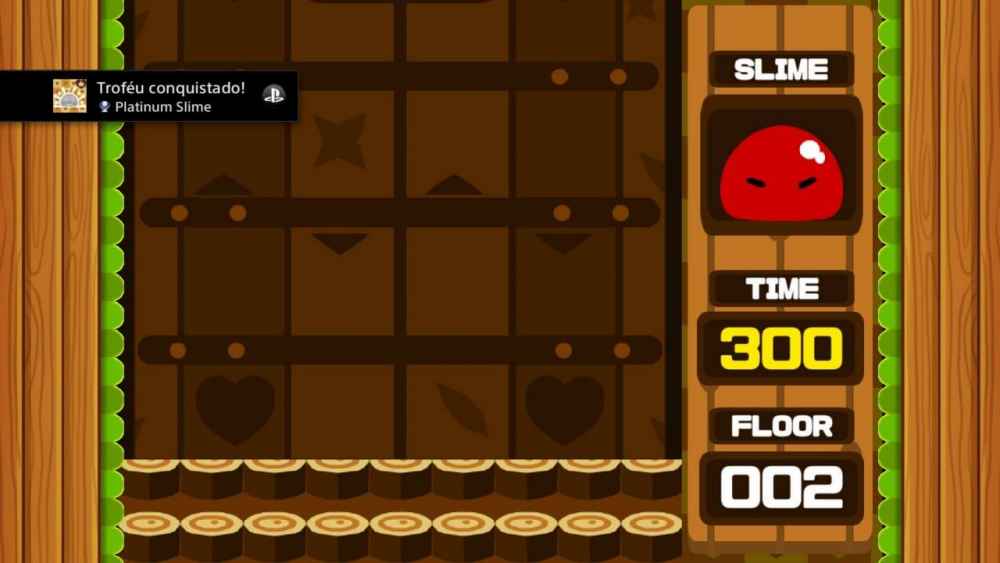 Troféu conquistado!
Platinum Slime
SLIME
TIME
300
FLOOR
002